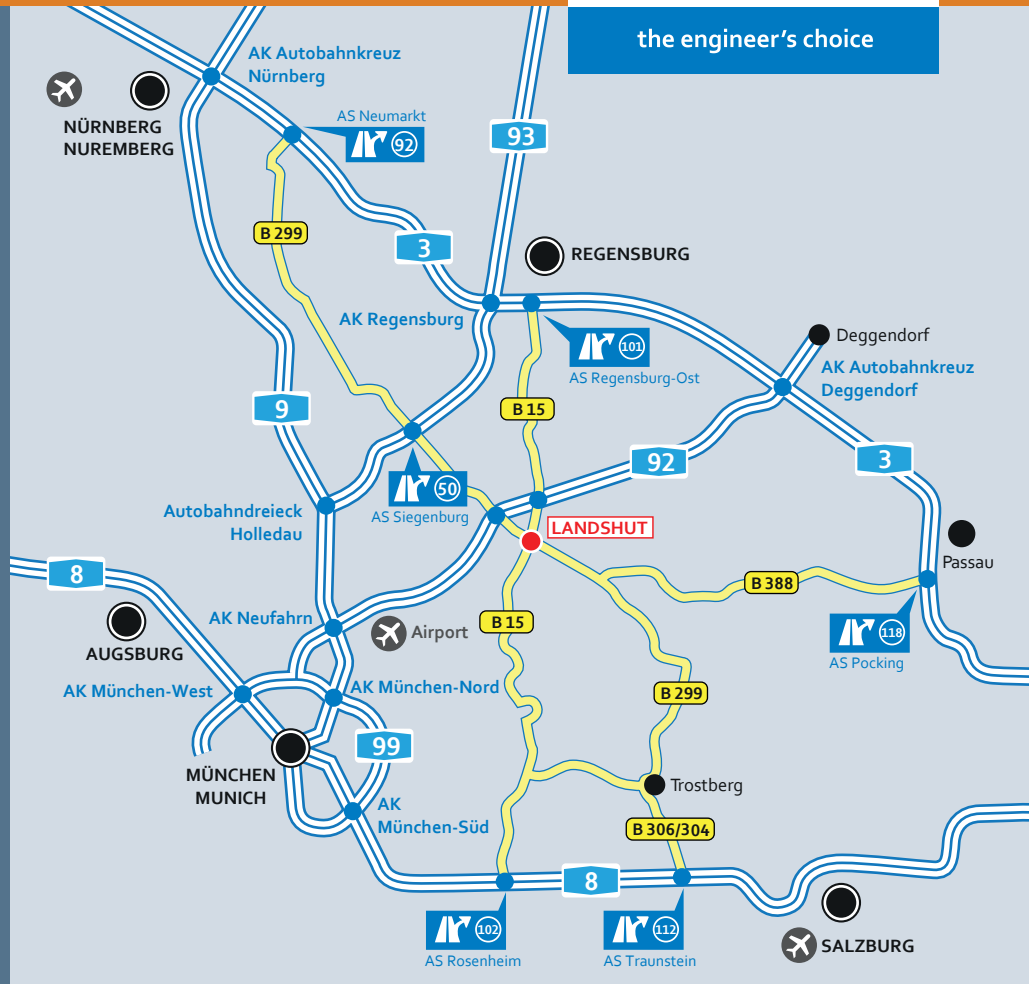 the engineer's choice
AK Autobahnkreuz
Nürnberg
NÜRNBERG
NUREMBERG
AS Neumarkt
92
93
B 299
3
REGENSBURG
AK Regensburg
101
AS Regensburg-Ost
Deggendorf
AK Autobahnkreuz
Deggendorf
9
B 15
92
3
50
AS Siegenburg
Autobahndreieck
Holledau
LANDSHUT
Passau
8
B 388
AK Neufahrn
Airport
B 15
118
AS Pocking
AUGSBURG
AK München-West
AK München-Nord
B 299
99
MÜNCHEN
MUNICH
Trostberg
AK
München-Süd
B 306/304
8
102
AS Rosenheim
112
AS Traunstein
SALZBURG